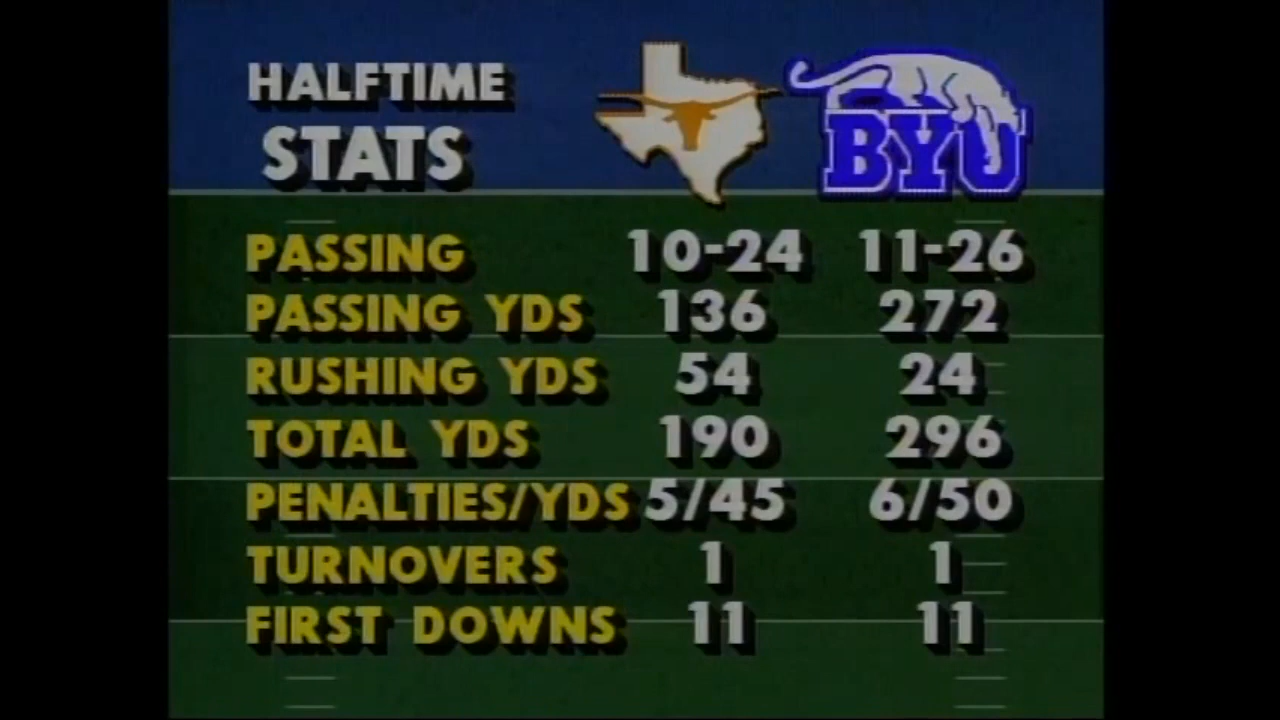 HALFTIME
STATS
BYU
PASSING 10-24 11-26
PASSING YDS 136 272
RUSHING YDS 54 24
TOTAL YDS 190 296
PENALTIES/YDS 5/45 6/50
TURNOVERS 1 1
FIRST DOWNS 11 11